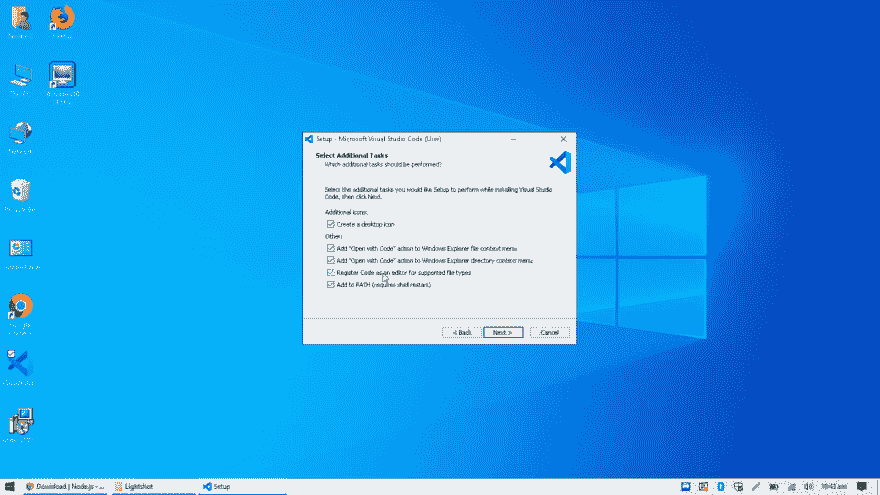 Setup - Microsoft Visual Studio Code (User)
Select Additional Tasks
Which additional tasks should be performed?
Select the additional tasks you would like Setup to perform while installing Visual Studio
Code, then click Next.
Additional icons:
Create a desktop icon
Other:
Add "Open with Code" action to Windows Explorer file context menu
Add "Open with Code" action to Windows Explorer directory context menu
Register Code as an editor for supported file types
Add to PATH (requires shell restart)
< Back
Next >
Cancel
Download | Node.js - ...
LightShot
Setup